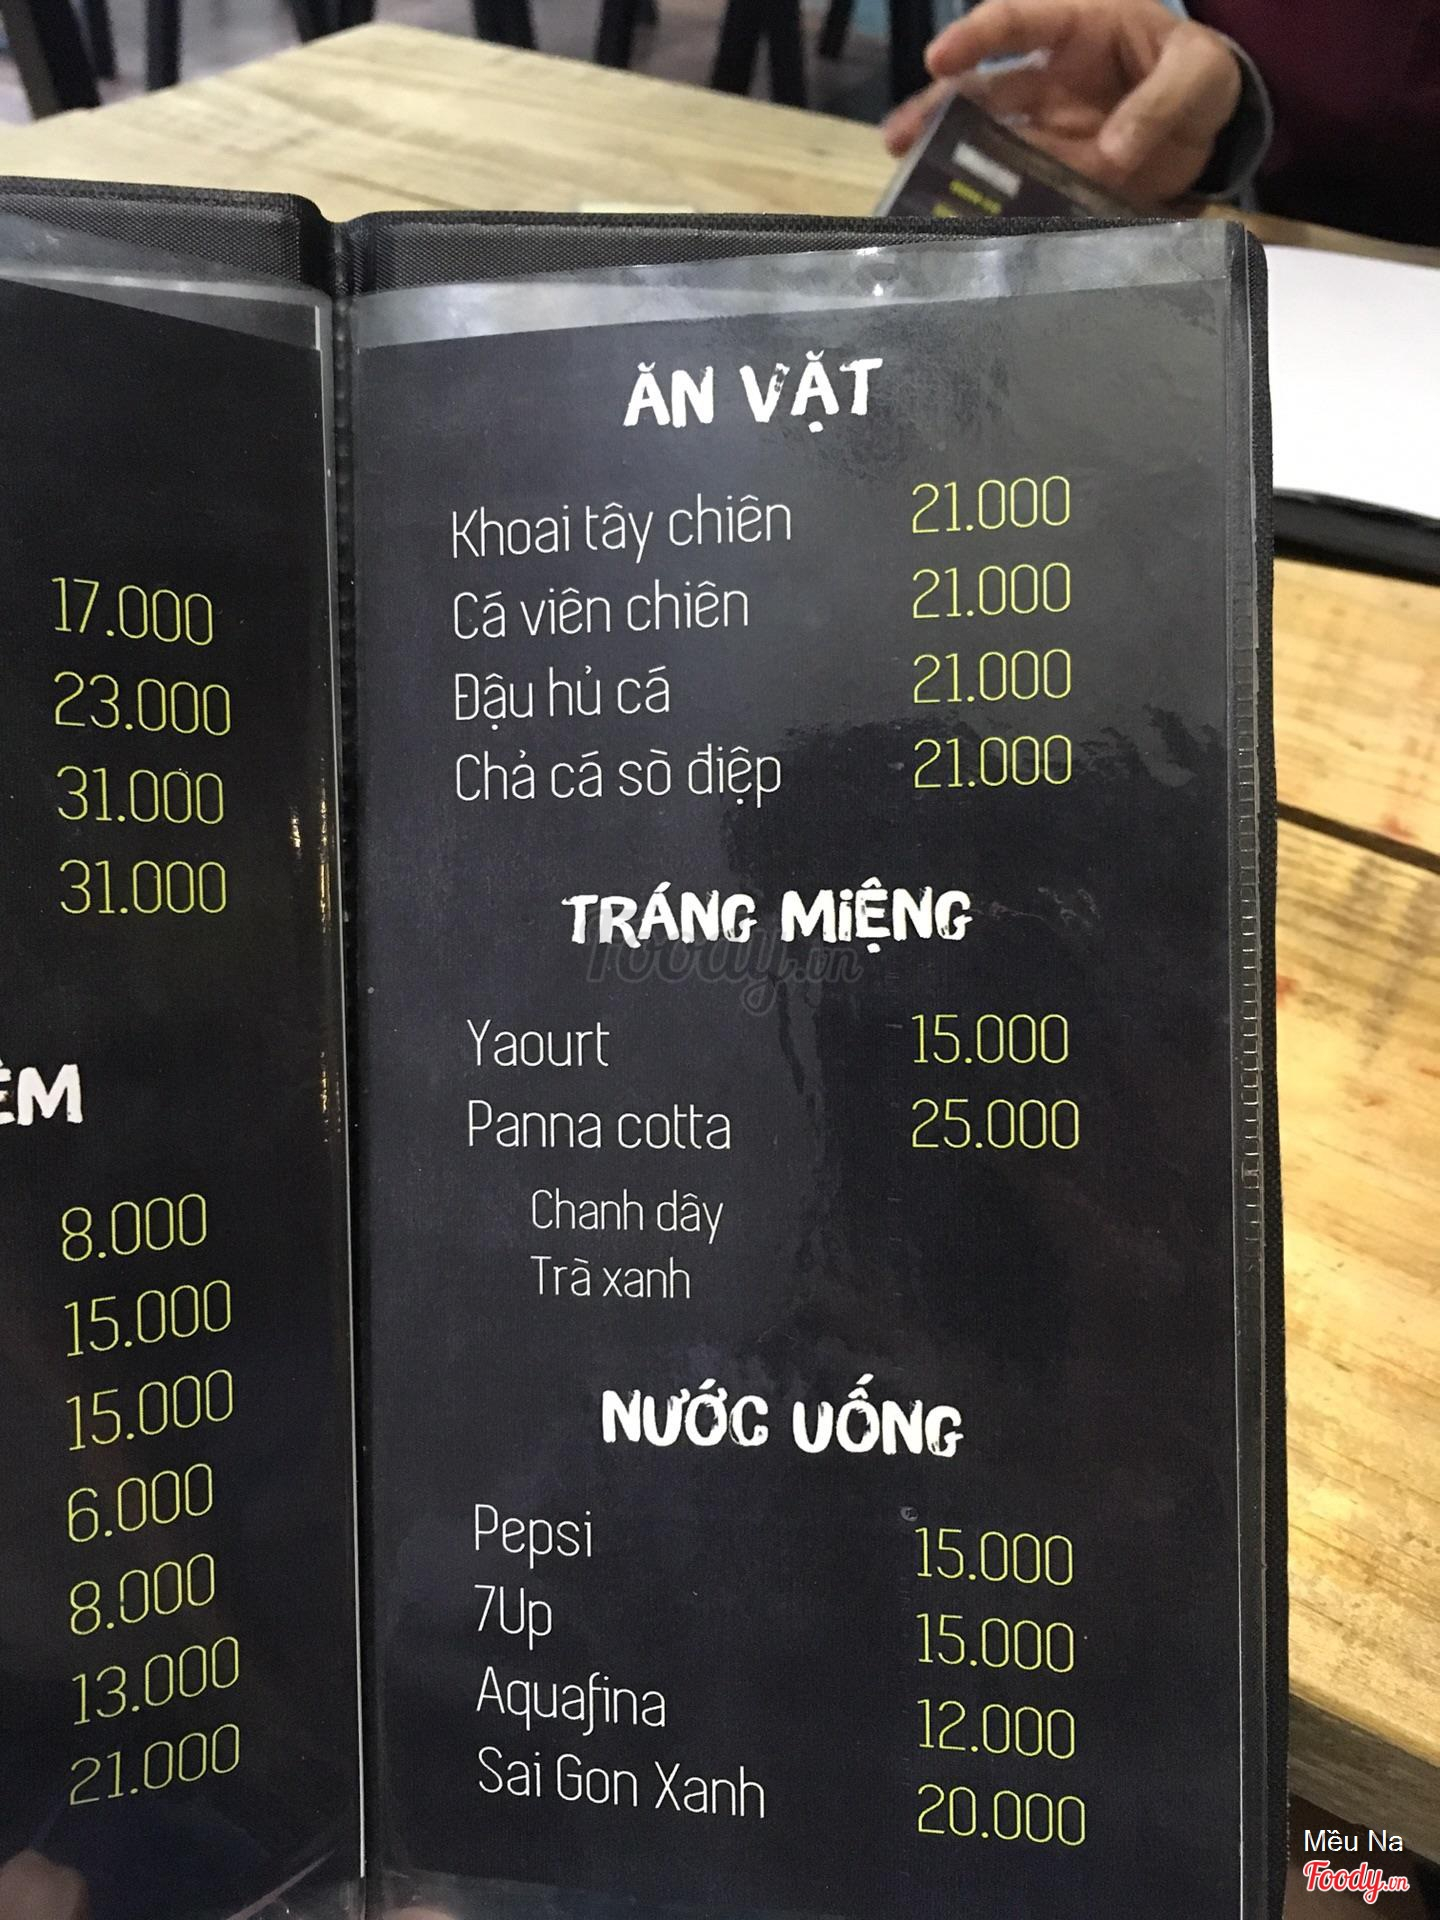 17.000
23.000
31.000
31.000
ÊM
8.000
15.000
15.000
6.000
8.000
13.000
21.000
ĂN VẶT
Khoai tây chiên 21.000
Cá viên chiên 21.000
Đậu hủ cá 21.000
Chả cá sò điệp 21.000
TRÁNG MIỆNG
Foody.vn
Yaourt 15.000
Panna cotta 25.000
Chanh dây
Trà xanh
NƯỚC UỐNG
Pepsi 15.000
7Up 15.000
Aquafina 12.000
Sai Gon Xanh 20.000
Mều Na
Foody.vn